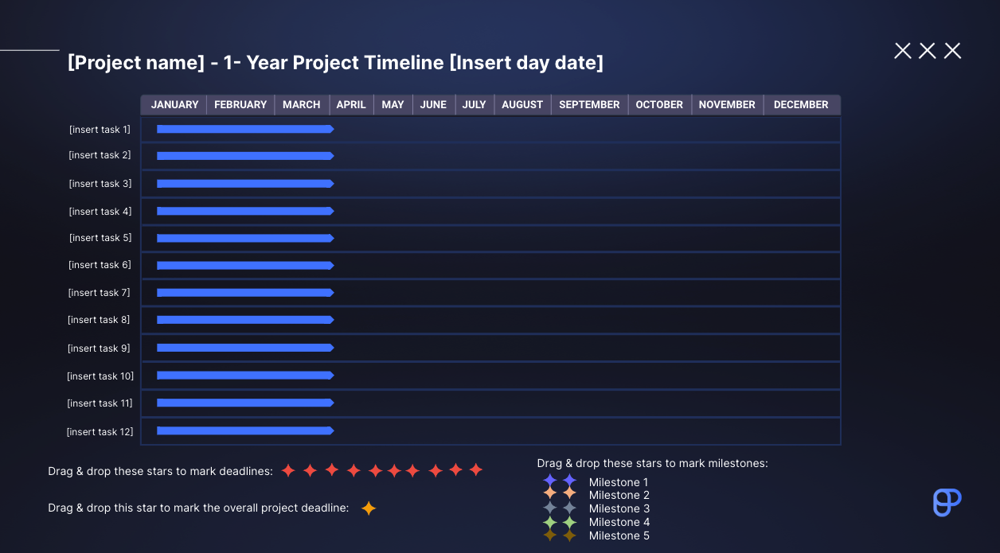 [Project name] - 1- Year Project Timeline [Insert day date]
JANUARY FEBRUARY MARCH APRIL MAY JUNE JULY AUGUST SEPTEMBER OCTOBER NOVEMBER DECEMBER
[insert task 1]
[insert task 2]
[insert task 3]
[insert task 4]
[insert task 5]
[insert task 6]
[insert task 7]
[insert task 8]
[insert task 9]
[insert task 10]
[insert task 11]
[insert task 12]
Drag & drop these stars to mark deadlines:
Drag & drop this star to mark the overall project deadline:
Drag & drop these stars to mark milestones:
Milestone 1
Milestone 2
Milestone 3
Milestone 4
Milestone 5